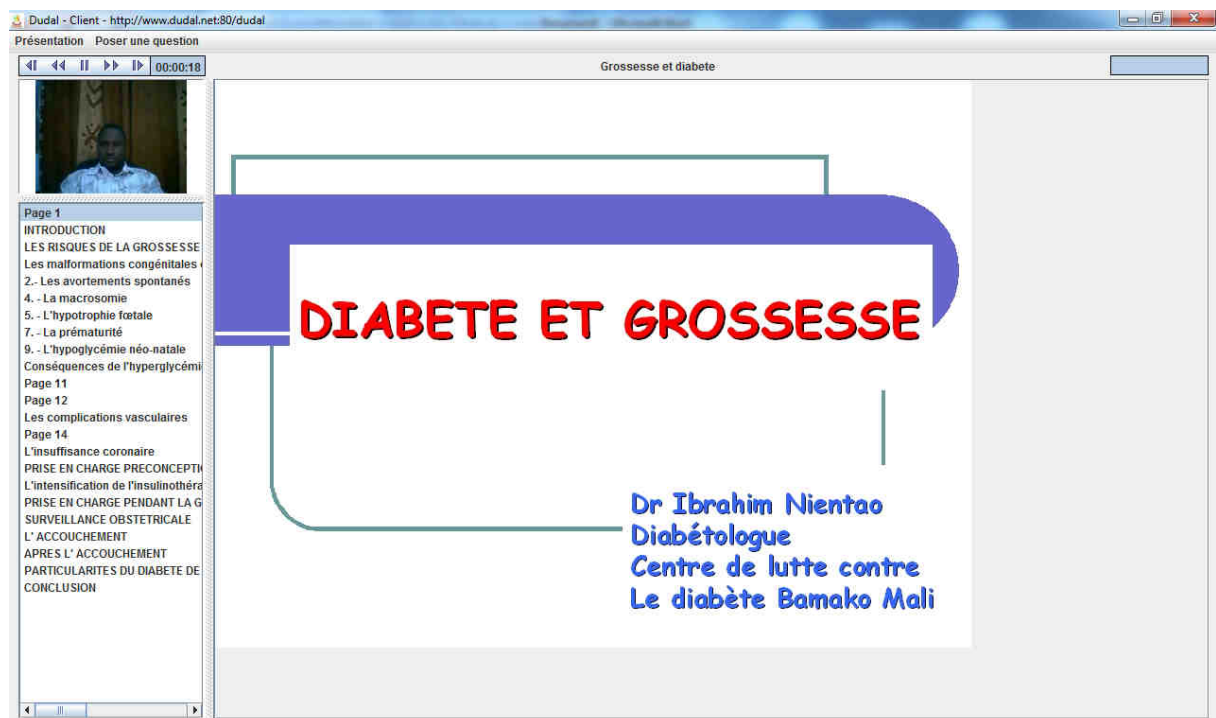 Dudal - Client - http://www.dudal.net:80/dudal
Présentation Poser une question
00:00:18
Grossesse et diabete
Page 1
INTRODUCTION
LES RISQUES DE LA GROSSESSE
Les malformations congénitales
2.- Les avortements spontanés
4. - La macrosomie
5. - L'hypotrophie fœtale
7. - La prématurité
9. - L'hypoglycémie néo-natale
Conséquences de l'hyperglycémi
Page 11
Page 12
Les complications vasculaires
Page 14
L'insuffisance coronaire
PRISE EN CHARGE PRECONCEPTI
L'intensification de l'insulinothéra
PRISE EN CHARGE PENDANT LA G
SURVEILLANCE OBSTETRICALE
L' ACCOUCHEMENT
APRES L' ACCOUCHEMENT
PARTICULARITES DU DIABETE DE
CONCLUSION
DIABETE ET GROSSESSE
Dr Ibrahim Nientao
Diabétologue
Centre de lutte contre
Le diabète Bamako Mali